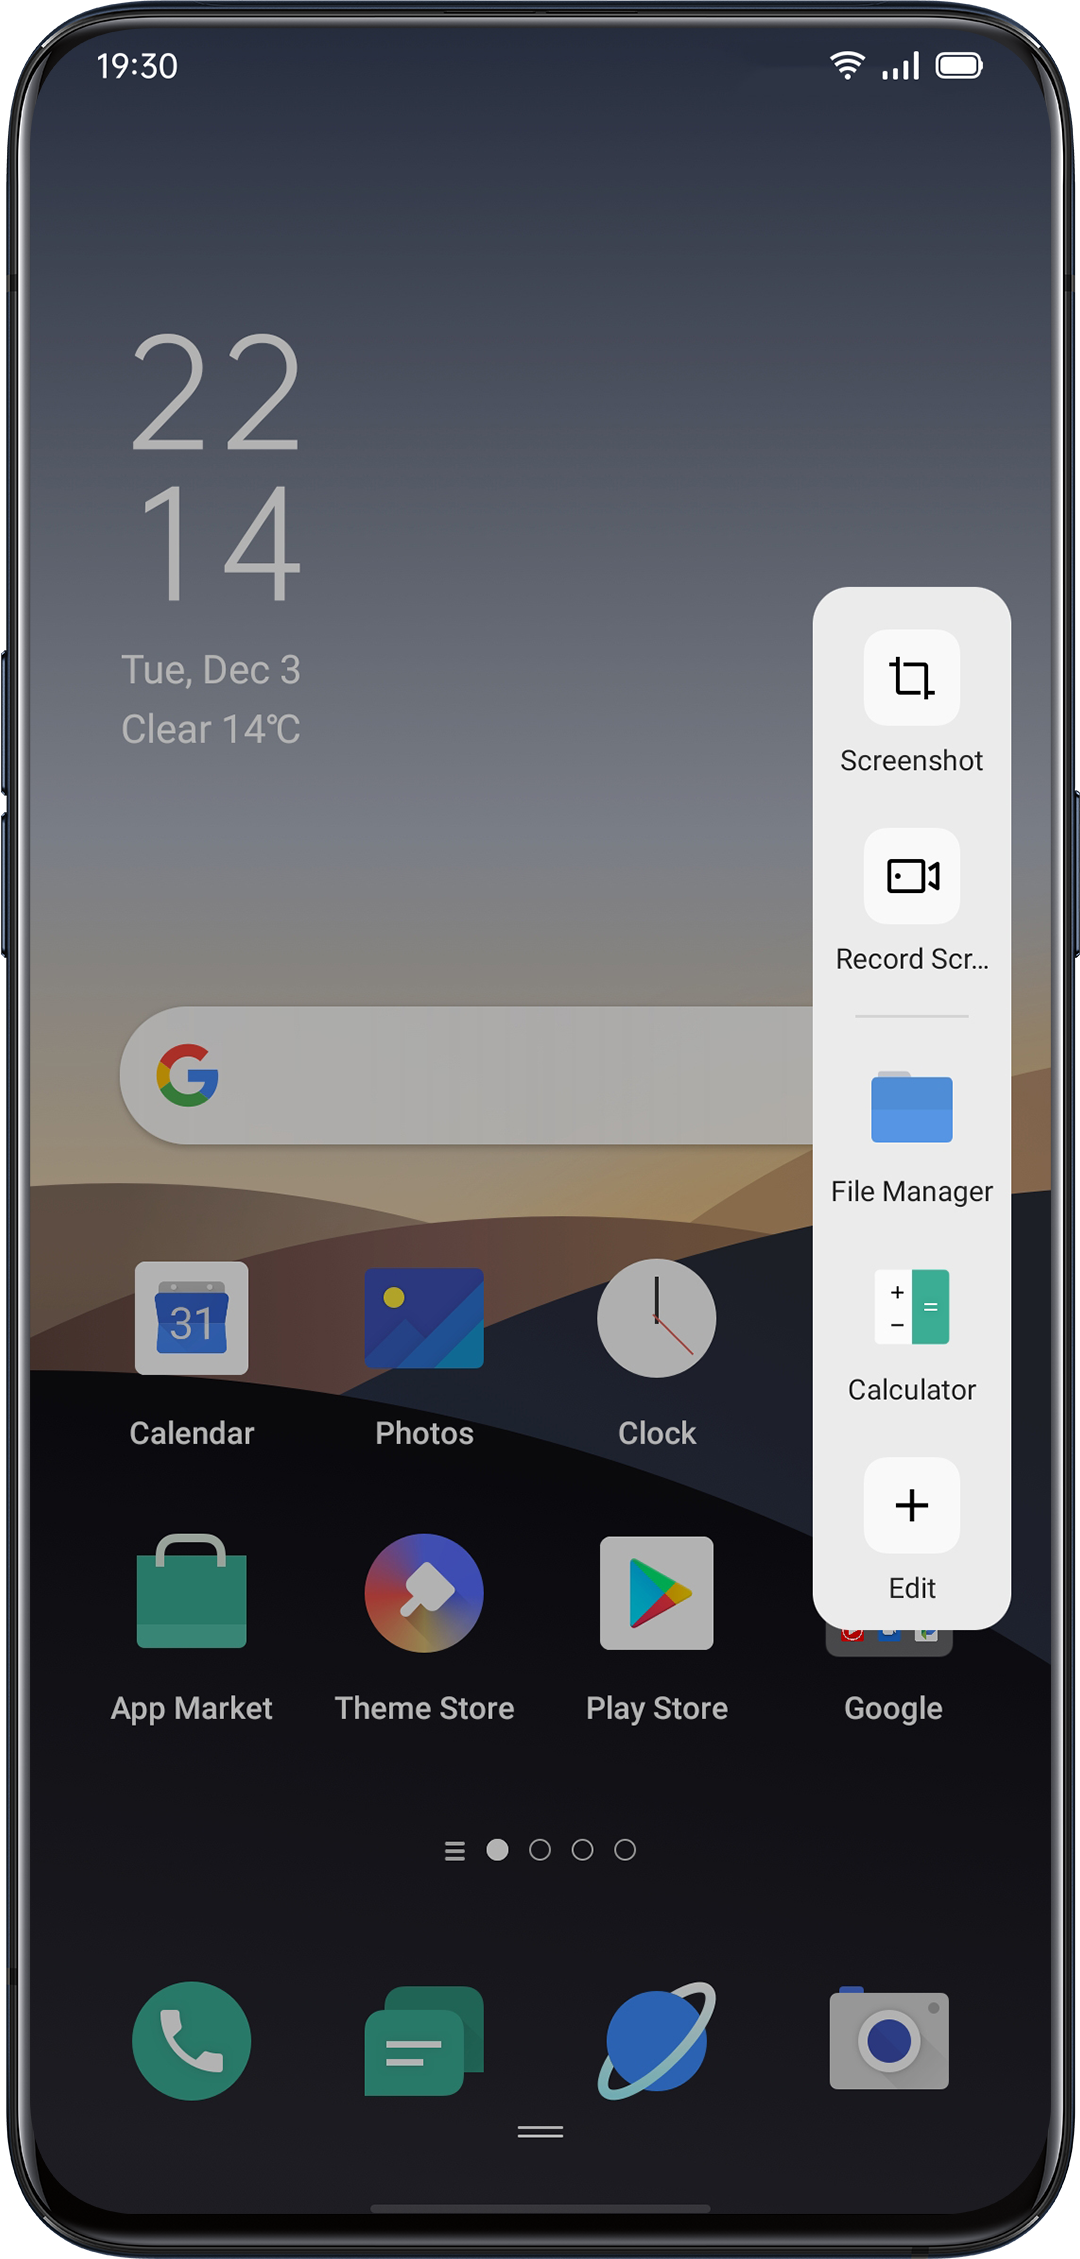 19:30
22
14
Tue, Dec 3
Clear 14℃
Screenshot
Record Scr...
File Manager
Calculator
Edit
31
Calendar
Photos
Clock
App Market
Theme Store
Play Store
Google